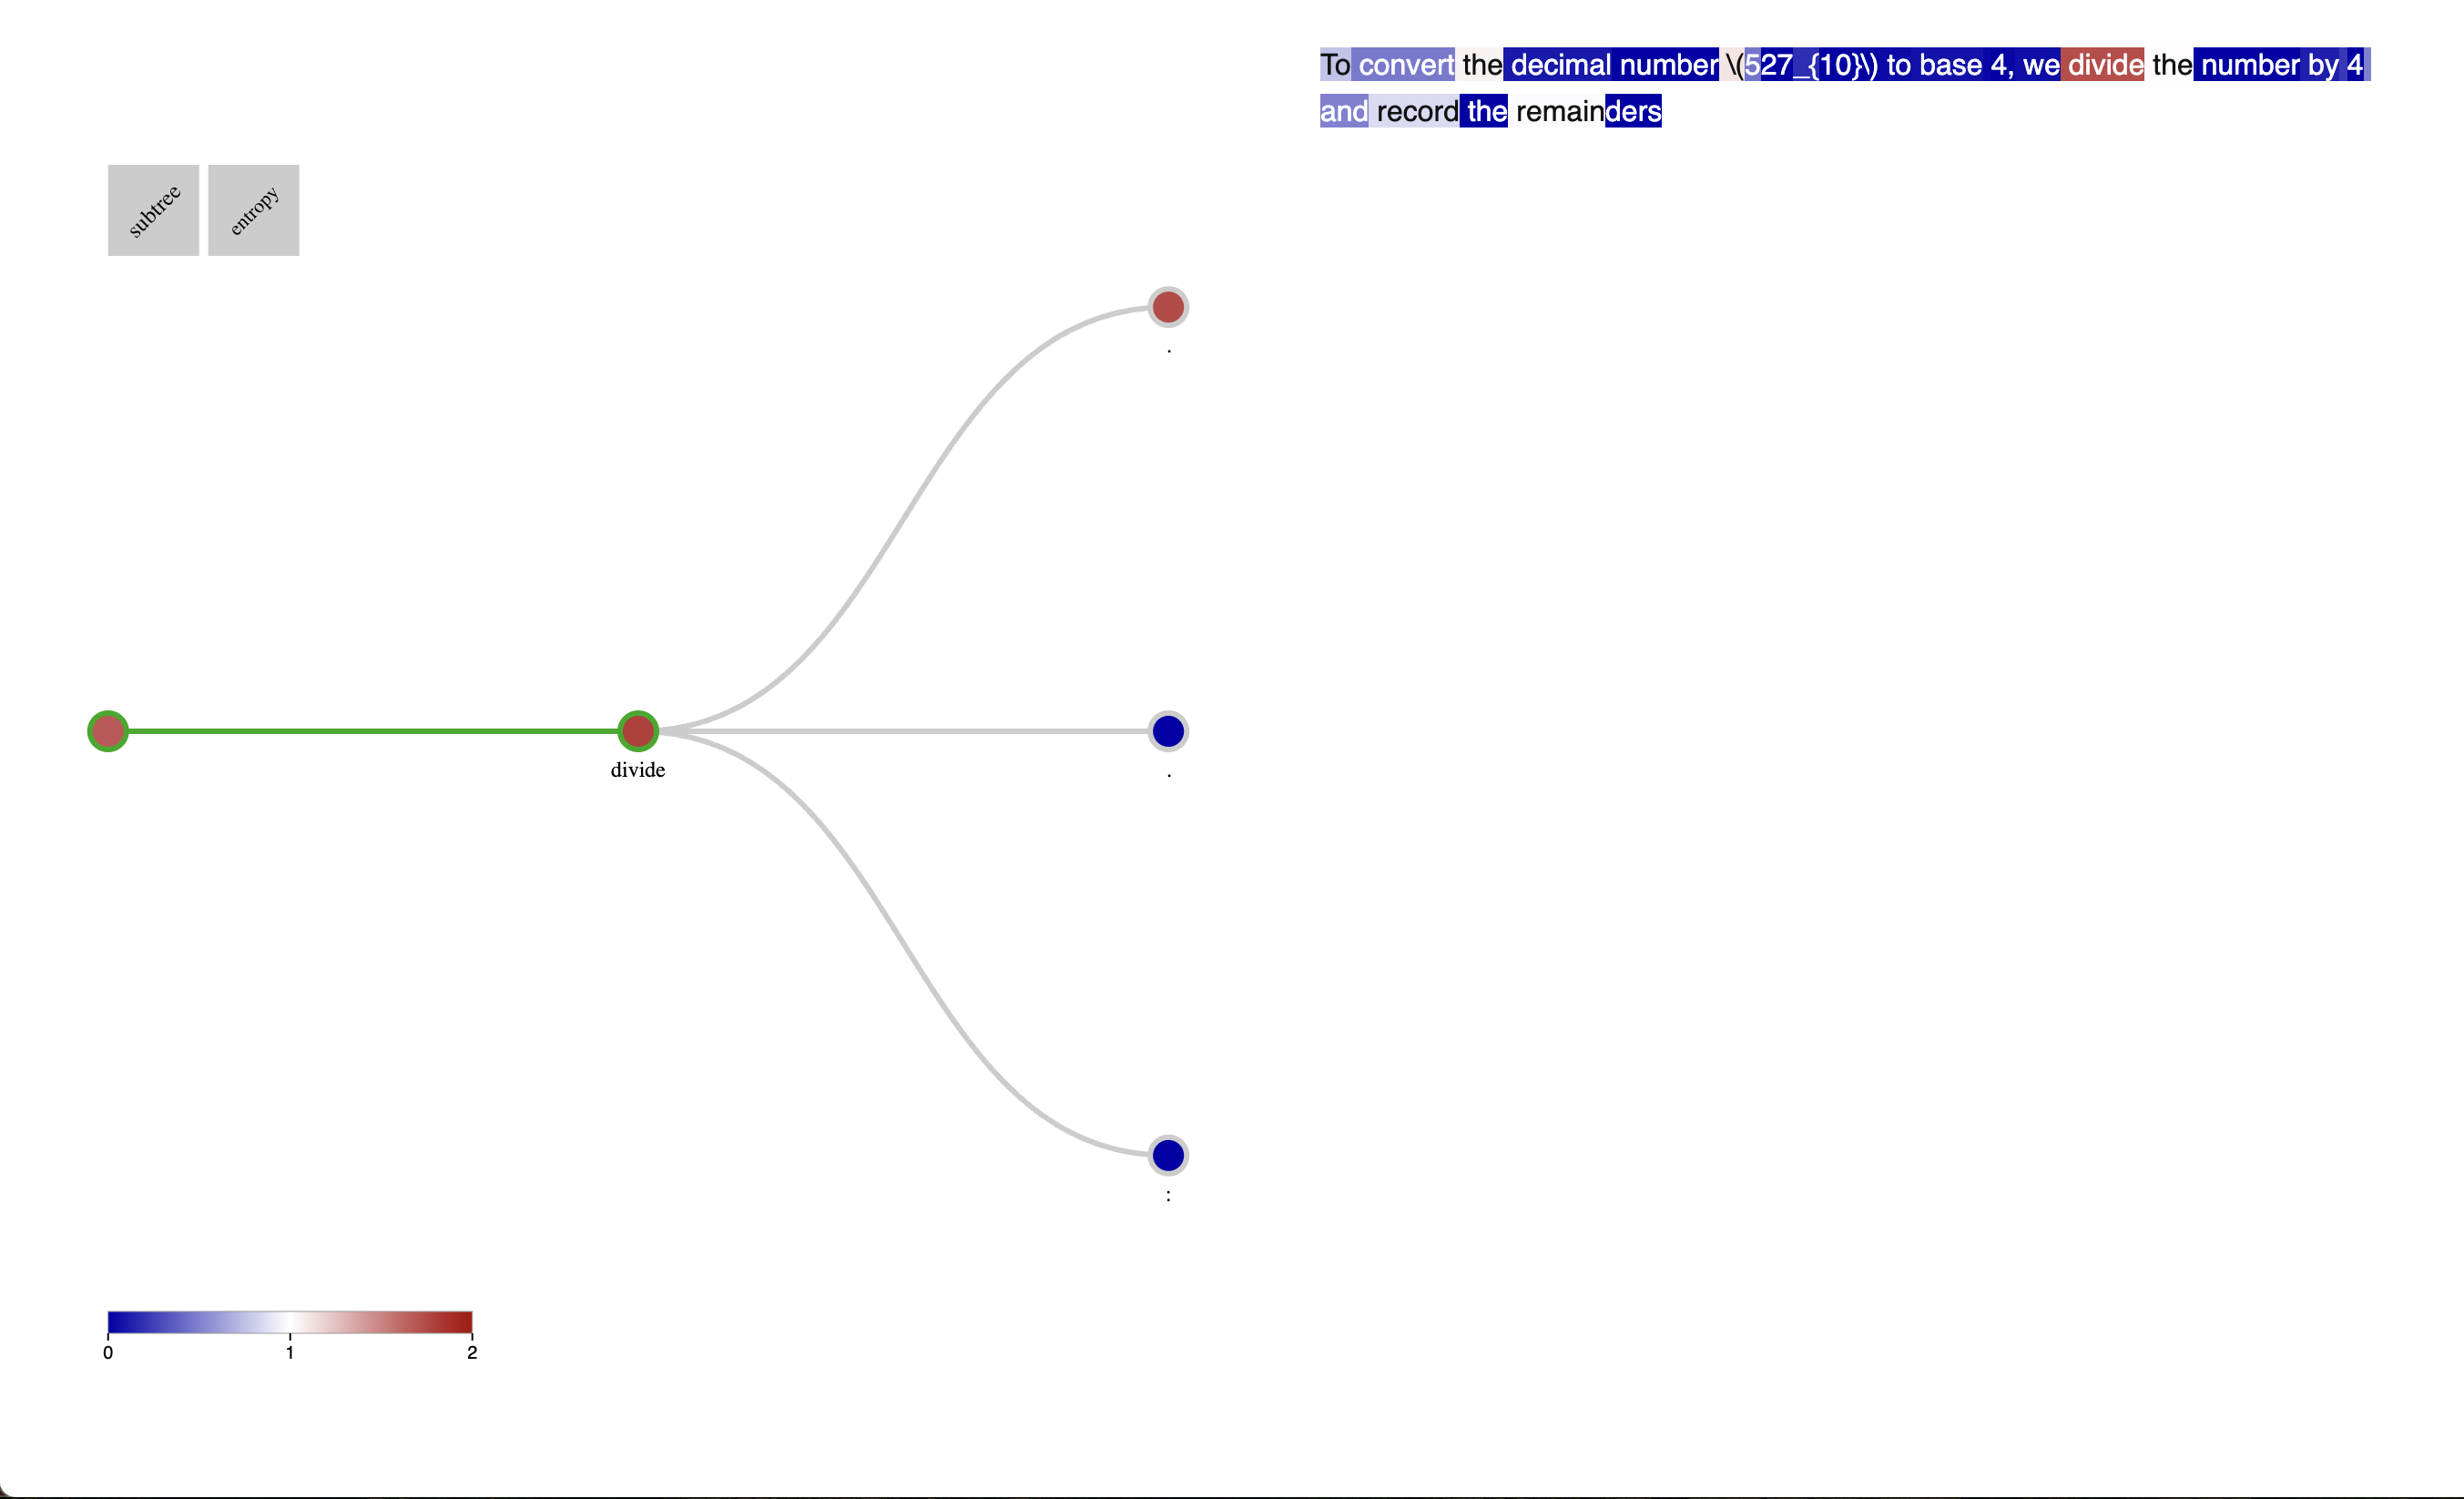 To convert the decimal number \(527_{10}\) to base 4, we divide the number by 4
and record the remainders
subtree
entropy
.
divide
.
:
0 1 2